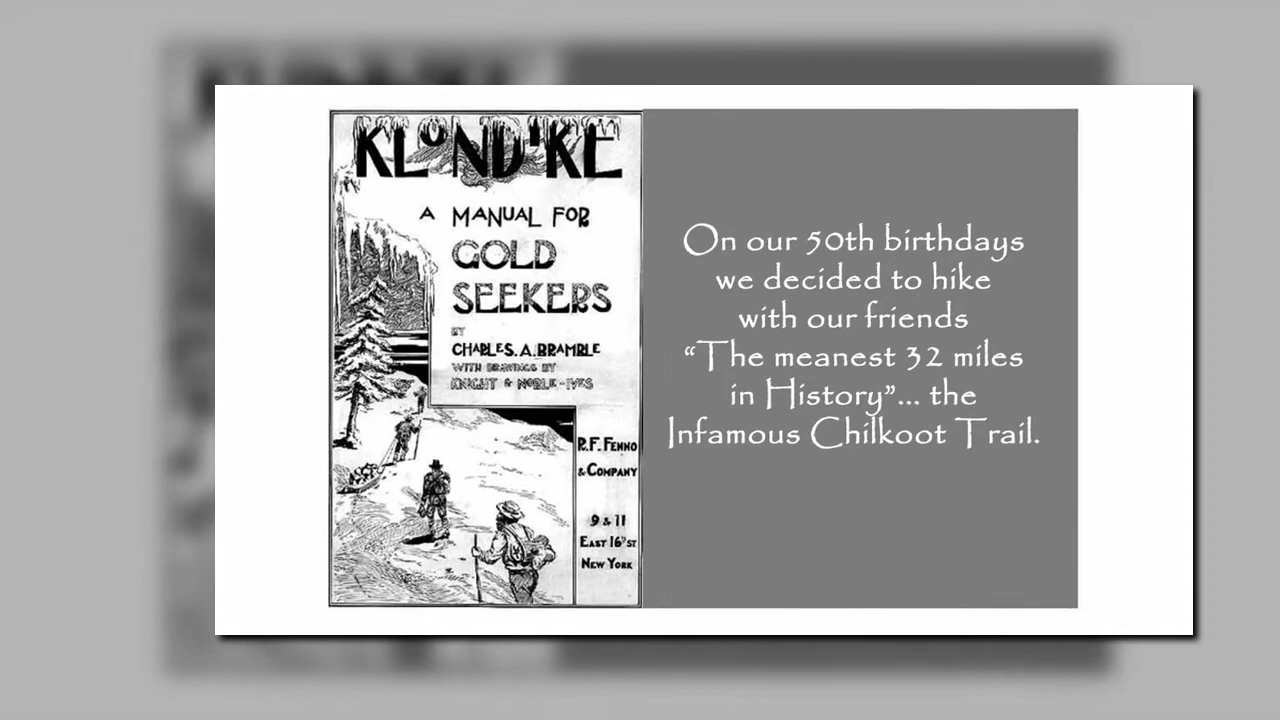 KLONDIKE
A MANUAL FOR
GOLD
SEEKERS
BY
CHARLES. A. BRAMBLE
WITH DRAWINGS BY
KNIGHT & NOBLE-IVES
R. F. FENNO
& COMPANY
9 & 11
EAST 16th ST
NEW YORK
On our 50th birthdays
we decided to hike
with our friends
“The meanest 32 miles
in History”... the
Infamous Chilkoot Trail.